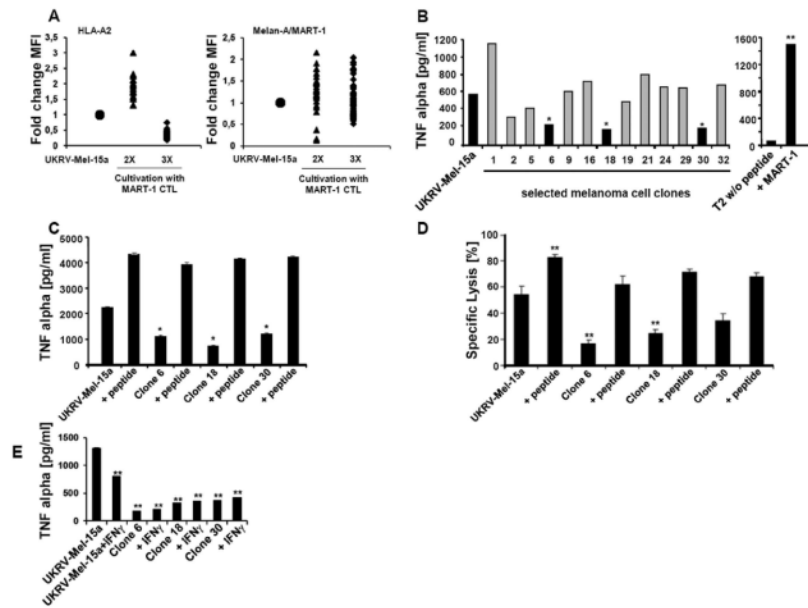 A
HLA-A2
Fold change MFI
3,5
3
2,5
2
1,5
1
0,5
0
UKRV-Mel-15a 2X 3X
Cultivation with
MART-1 CTL
Melan-A/MART-1
Fold change MFI
2,5
2
1,5
1
0,5
0
UKRV-Mel-15a 2X 3X
Cultivation with
MART-1 CTL
B
TNF alpha [pg/ml]
1200
1000
800
600
400
200
0
* * *
UKRV-Mel-15a 1 2 5 6 9 16 18 19 21 24 29 30 32
selected melanoma cell clones
1600
1200
800
400
0
**
T2 w/o peptide
+ MART-1
C
TNF alpha [pg/ml]
5000
4000
3000
2000
1000
0
* * *
UKRV-Mel-15a
+ peptide
Clone 6
+ peptide
Clone 18
+ peptide
Clone 30
+ peptide
D
Specific Lysis [%]
100
80
60
40
20
0
** ** **
UKRV-Mel-15a
+ peptide
Clone 6
+ peptide
Clone 18
+ peptide
Clone 30
+ peptide
E
TNF alpha [pg/ml]
1500
1000
500
0
** ** ** ** ** ** **
UKRV-Mel-15a
UKRV-Mel-15a+IFNγ
Clone 6
+ IFNγ
Clone 18
+ IFNγ
Clone 30
+ IFNγ